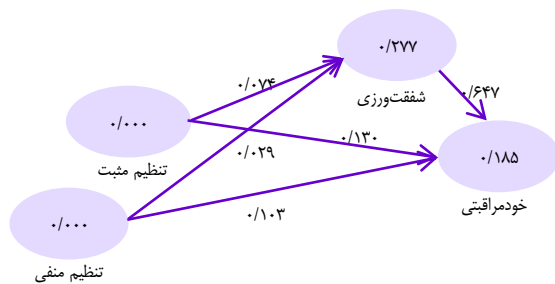 ۰/۲۷۷
شفقت‌ورزی
۰/۰۷۴
۰/۶۴۷
۰/۰۰۰
تنظیم مثبت
۰/۱۳۰
۰/۰۲۹
۰/۱۸۵
خودمراقبتی
۰/۰۰۰
تنظیم منفی
۰/۱۰۳